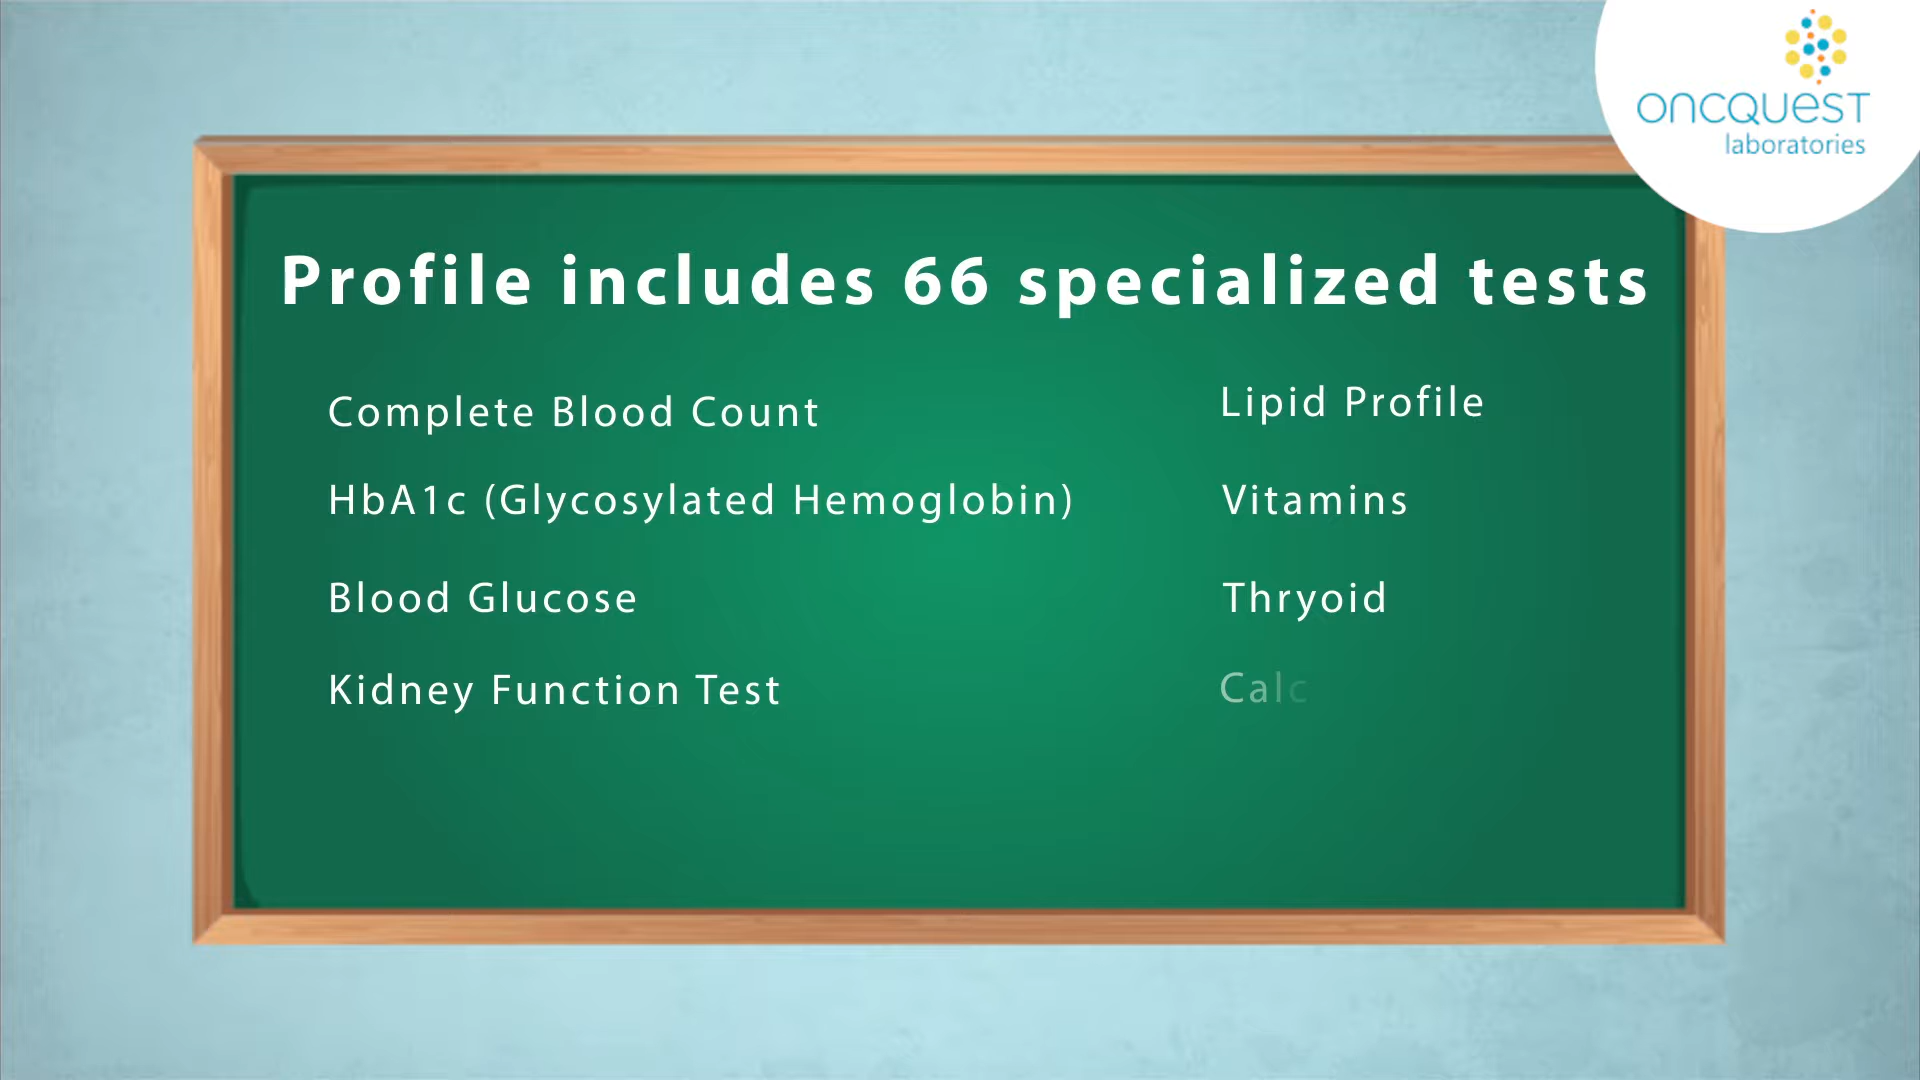 oncquest
laboratories
Profile includes 66 specialized tests
Complete Blood Count
HbA1c (Glycosylated Hemoglobin)
Blood Glucose
Kidney Function Test
Lipid Profile
Vitamins
Thryoid
Calc